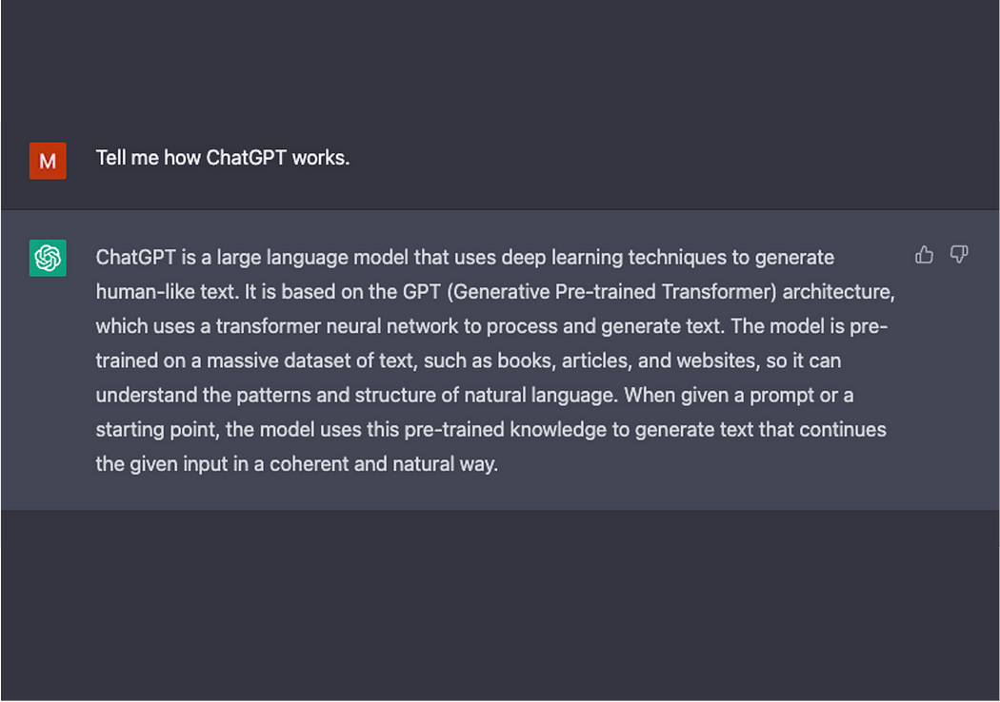 M
Tell me how ChatGPT works.
ChatGPT is a large language model that uses deep learning techniques to generate
human-like text. It is based on the GPT (Generative Pre-trained Transformer) architecture,
which uses a transformer neural network to process and generate text. The model is pre-
trained on a massive dataset of text, such as books, articles, and websites, so it can
understand the patterns and structure of natural language. When given a prompt or a
starting point, the model uses this pre-trained knowledge to generate text that continues
the given input in a coherent and natural way.